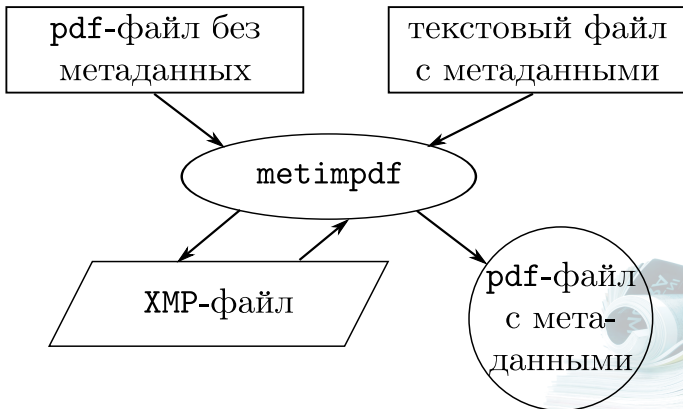 pdf-файл без
метаданных
текстовый файл
с метаданными
metimpdf
XMP-файл
pdf-файл
с мета-
данными